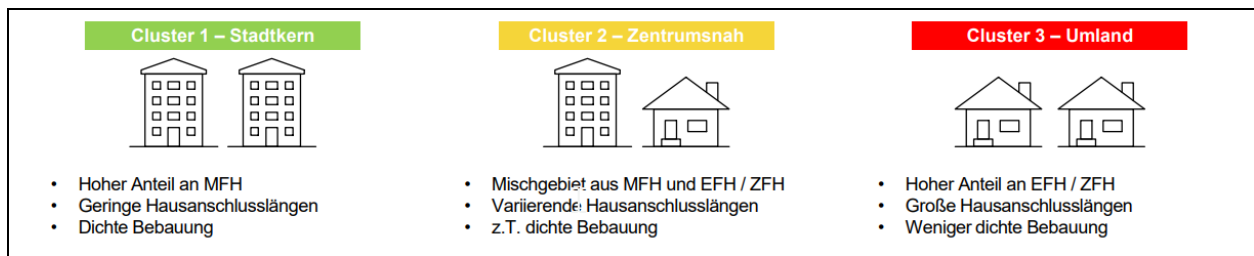 Cluster 1 – Stadtkern
• Hoher Anteil an MFH
• Geringe Hausanschlusslängen
• Dichte Bebauung
Cluster 2 – Zentrumsnah
• Mischgebiet aus MFH und EFH / ZFH
• Variierende Hausanschlusslängen
• z.T. dichte Bebauung
Cluster 3 – Umland
• Hoher Anteil an EFH / ZFH
• Große Hausanschlusslängen
• Weniger dichte Bebauung